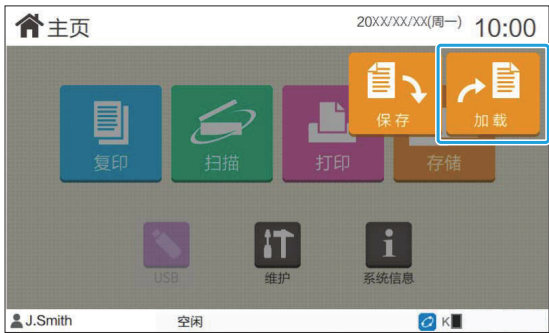 主页
20XX/XX/XX(周一) 10:00
保存 加载
复印 扫描 打印 存储
USB 维护 系统信息
J.Smith 空闲 K